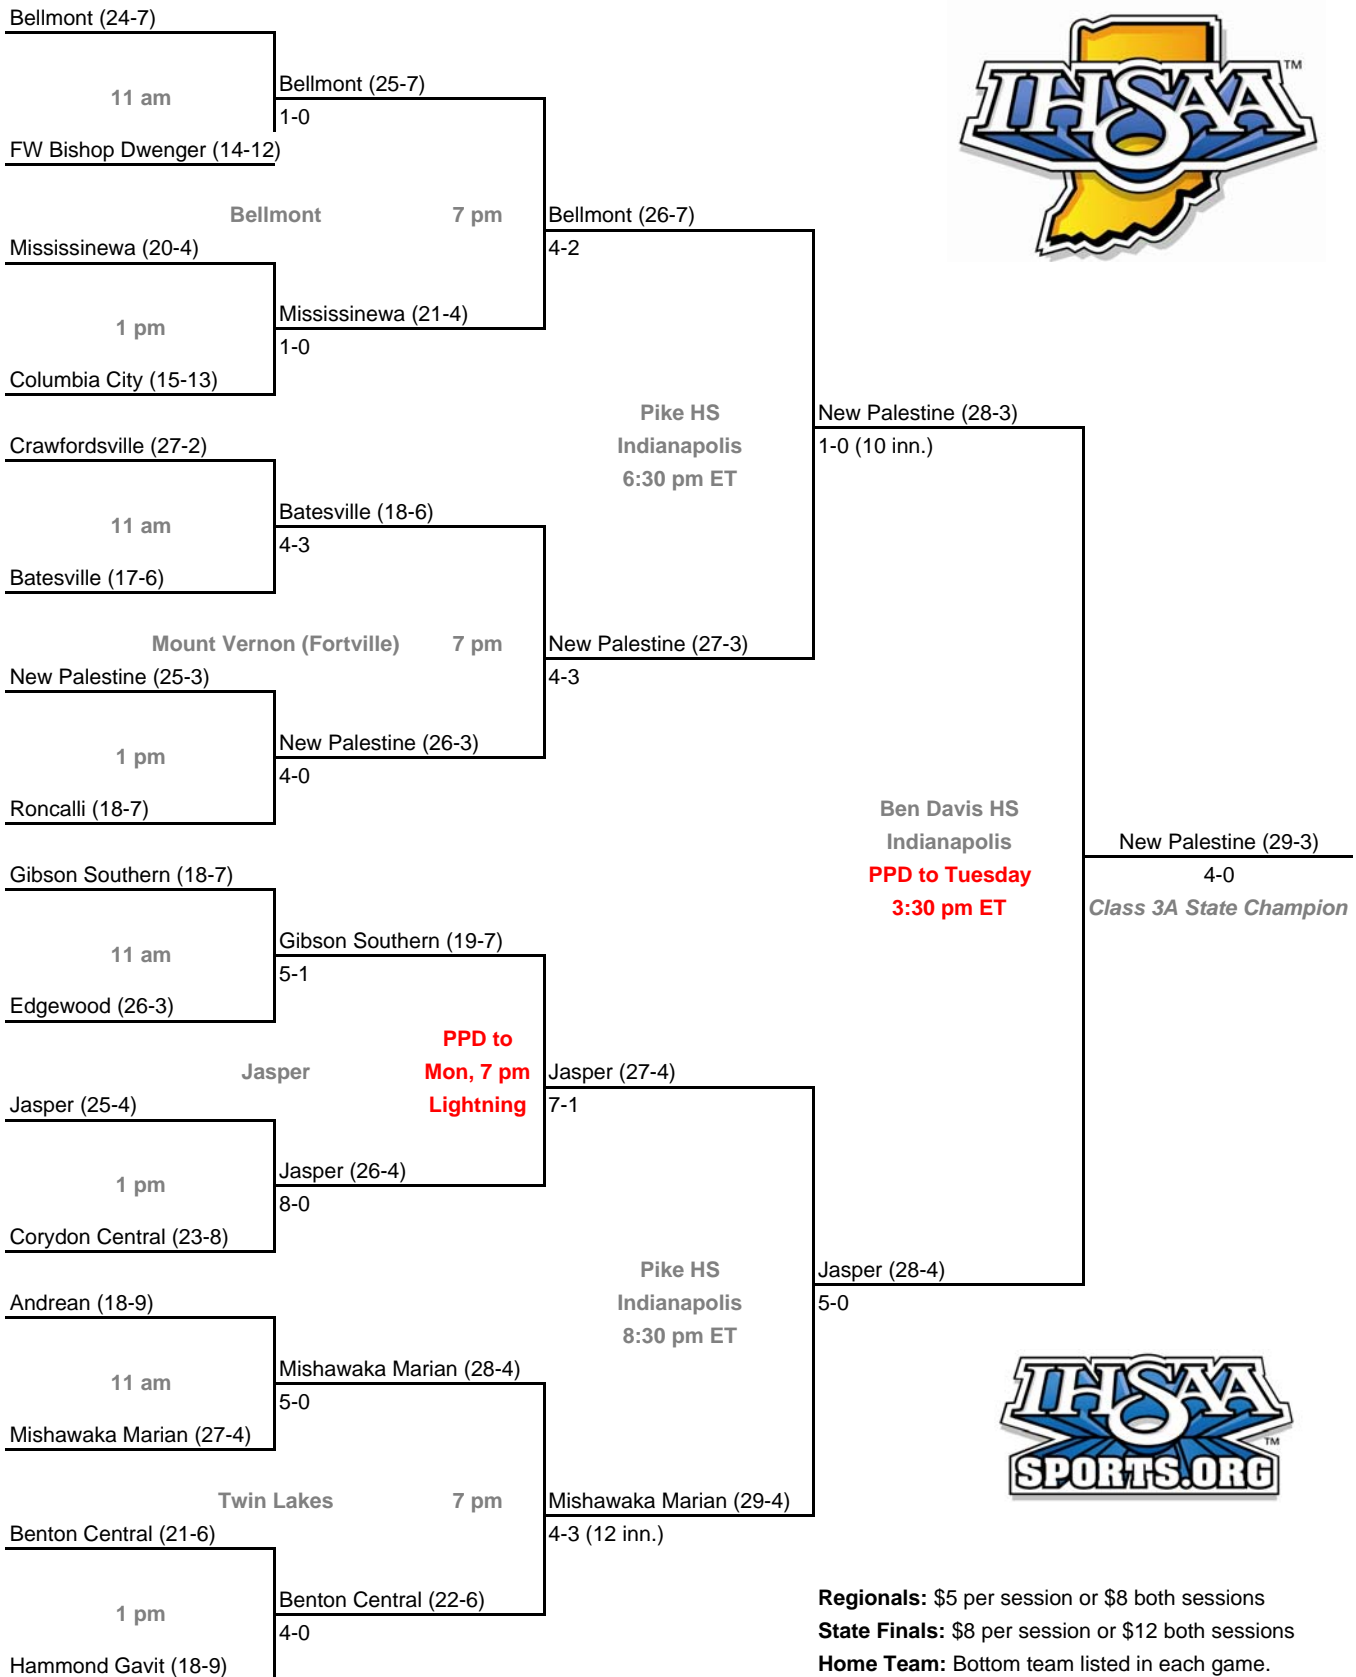 Bellmont (24-7)
11 am
Bellmont (25-7)
1-0
FW Bishop Dwenger (14-12)
Bellmont 7 pm
Bellmont (26-7)
4-2
Mississinewa (20-4)
1 pm
Mississinewa (21-4)
1-0
Columbia City (15-13)
Pike HS
Indianapolis
6:30 pm ET
New Palestine (28-3)
1-0 (10 inn.)
Crawfordsville (27-2)
11 am
Batesville (18-6)
4-3
Batesville (17-6)
Mount Vernon (Fortville) 7 pm
New Palestine (27-3)
4-3
New Palestine (25-3)
1 pm
New Palestine (26-3)
4-0
Roncalli (18-7)
Ben Davis HS
Indianapolis
PPD to Tuesday
3:30 pm ET
New Palestine (29-3)
4-0
Class 3A State Champion
Gibson Southern (18-7)
11 am
Gibson Southern (19-7)
5-1
Edgewood (26-3)
Jasper
PPD to
Mon, 7 pm
Lightning
Jasper (27-4)
7-1
Jasper (25-4)
1 pm
Jasper (26-4)
8-0
Corydon Central (23-8)
Pike HS
Indianapolis
8:30 pm ET
Jasper (28-4)
5-0
Andrean (18-9)
11 am
Mishawaka Marian (28-4)
5-0
Mishawaka Marian (27-4)
Twin Lakes 7 pm
Mishawaka Marian (29-4)
4-3 (12 inn.)
Benton Central (21-6)
1 pm
Benton Central (22-6)
4-0
Hammond Gavit (18-9)
IHSAA
TM
IHSAA
TM
SPORTS.ORG
Regionals: $5 per session or $8 both sessions
State Finals: $8 per session or $12 both sessions
Home Team: Bottom team listed in each game.